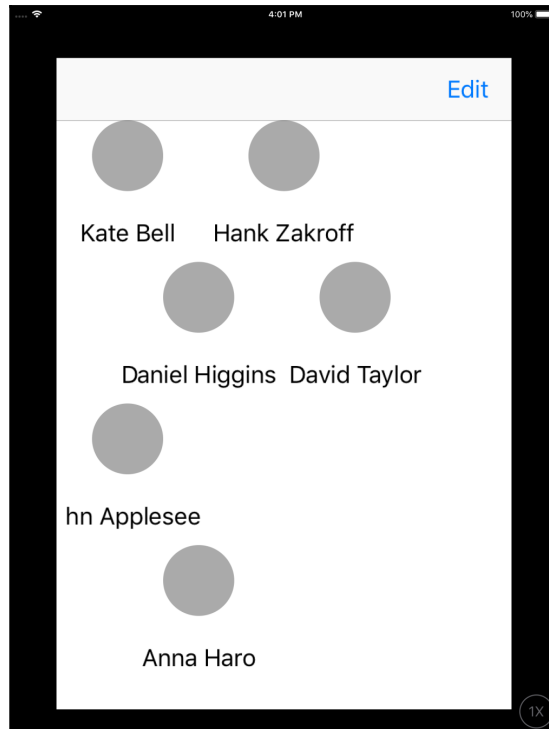 4:01 PM 100%
Edit
Kate Bell Hank Zakroff
Daniel Higgins David Taylor
hn Applesee
Anna Haro
1X